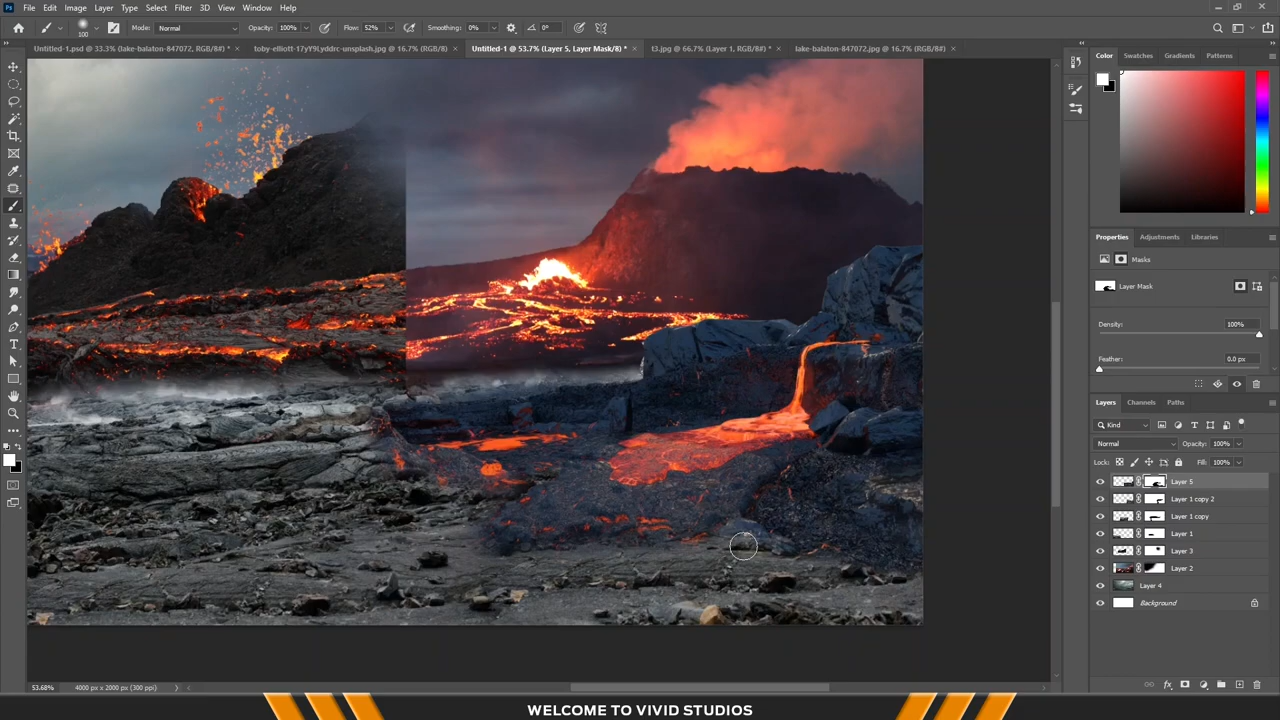 Ps File Edit Image Layer Type Select Filter 3D View Window Help
100 Mode: Normal Opacity: 100% Flow: 52% Smoothing: 0% 0°
Untitled-1.psd @ 33.3% (lake-balaton-847072, RGB/8#) * × toby-elliott-17yY9Lyddrc-unsplash.jpg @ 16.7% (RGB/8) × Untitled-1 @ 53.7% (Layer 5, Layer Mask/8) * × t3.jpg @ 66.7% (Layer 1, RGB/8#) * × lake-balaton-847072.jpg @ 16.7% (RGB/8#) ×
Color Swatches Gradients Patterns
Properties Adjustments Libraries
Masks
Layer Mask
Density: 100%
Feather: 0.0 px
Layers Channels Paths
Kind
Normal Opacity: 100%
Lock: Fill: 100%
Layer 5
Layer 1 copy 2
Layer 1 copy
Layer 1
Layer 3
Layer 2
Layer 4
Background
53.68% 4000 px x 2000 px (300 ppi)
WELCOME TO VIVID STUDIOS